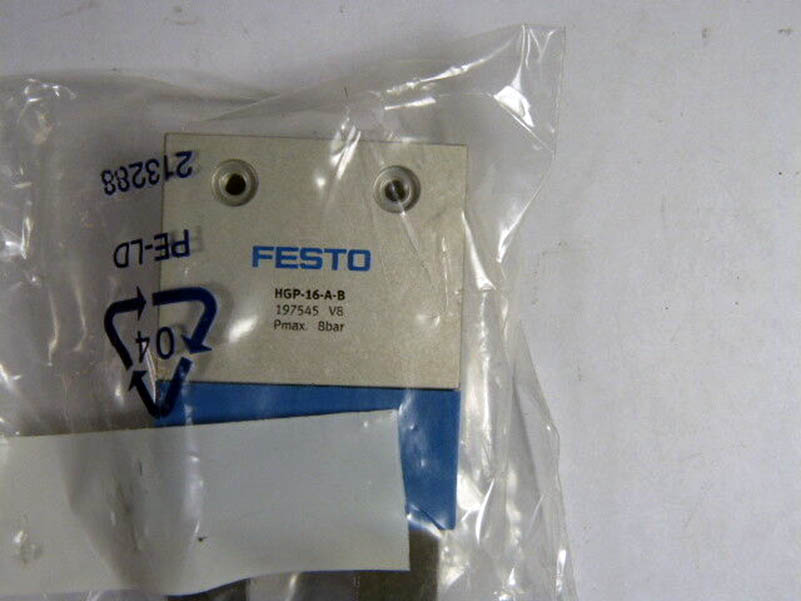 213288
PE-LD
04
FESTO
HGP-16-A-B
197545 V8
Pmax. 8bar